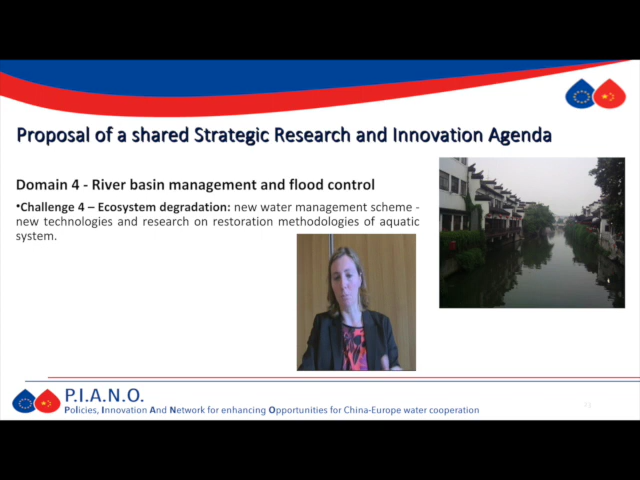 Proposal of a shared Strategic Research and Innovation Agenda
Domain 4 - River basin management and flood control
•Challenge 4 – Ecosystem degradation: new water management scheme -
new technologies and research on restoration methodologies of aquatic
system.
P.I.A.N.O.
Policies, Innovation And Network for enhancing Opportunities for China-Europe water cooperation